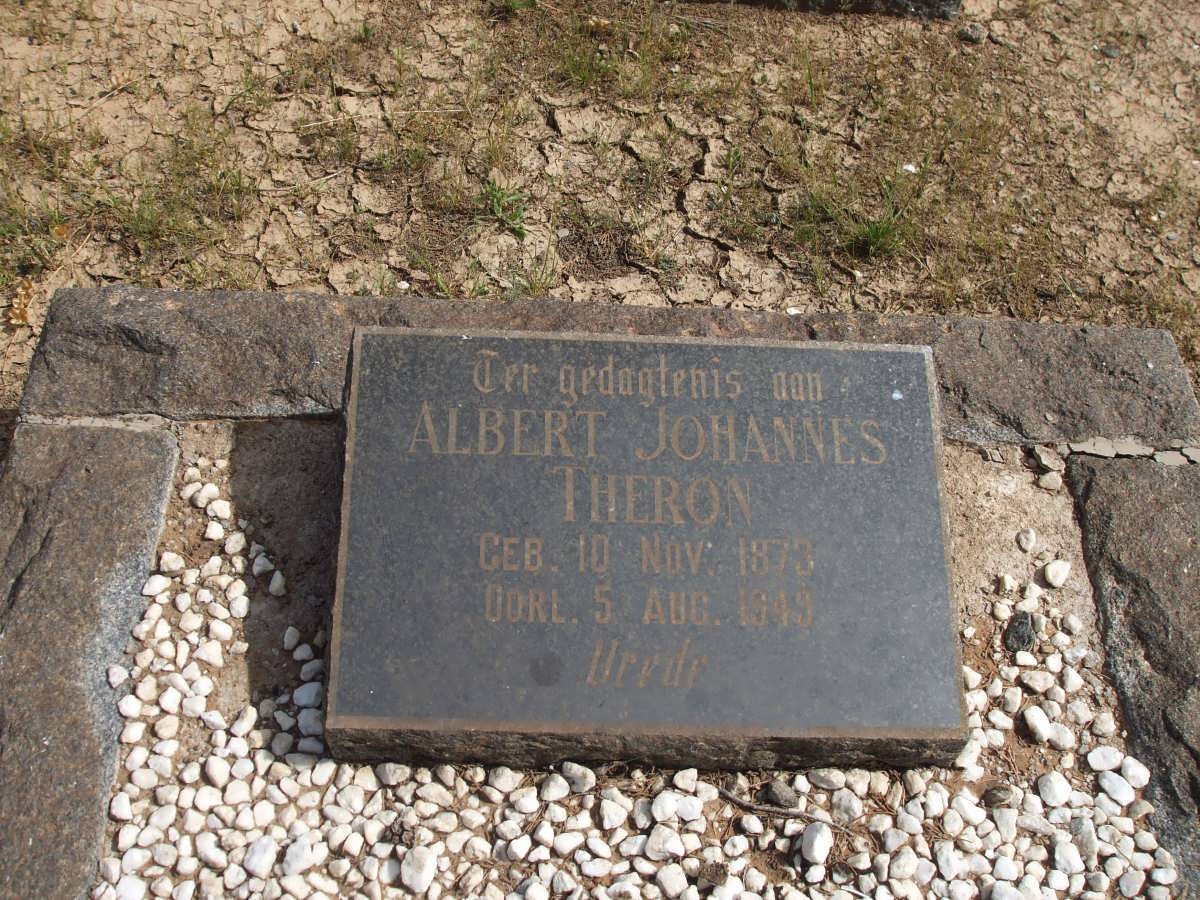 Ter gedagtenis aan
ALBERT JOHANNES
THERON
GEB. 10 NOV. 1873
OORL. 5 AUG. 1949
Vrede